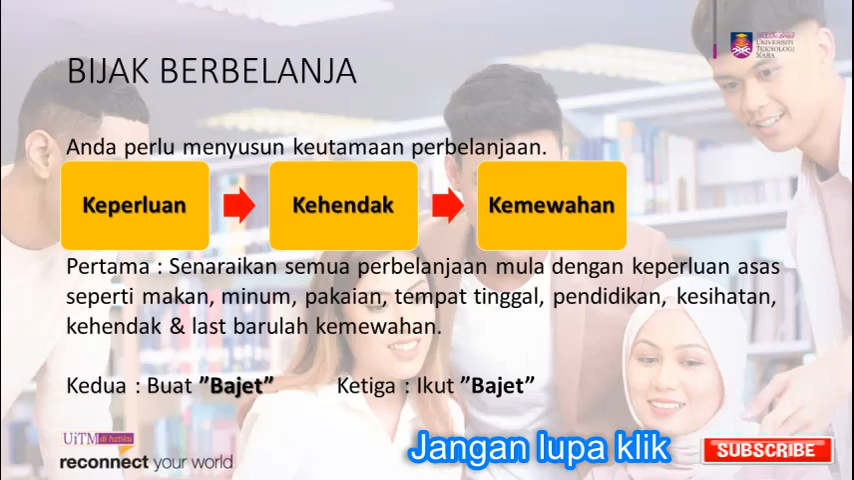 UNIVERSITI
TEKNOLOGI
MARA
BIJAK BERBELANJA
Anda perlu menyusun keutamaan perbelanjaan.
Keperluan
Kehendak
Kemewahan
Pertama : Senaraikan semua perbelanjaan mula dengan keperluan asas
seperti makan, minum, pakaian, tempat tinggal, pendidikan, kesihatan,
kehendak & last barulah kemewahan.
Kedua : Buat ”Bajet” Ketiga : Ikut ”Bajet”
UiTM di hatiku
reconnect your world
Jangan lupa klik
SUBSCRIBE